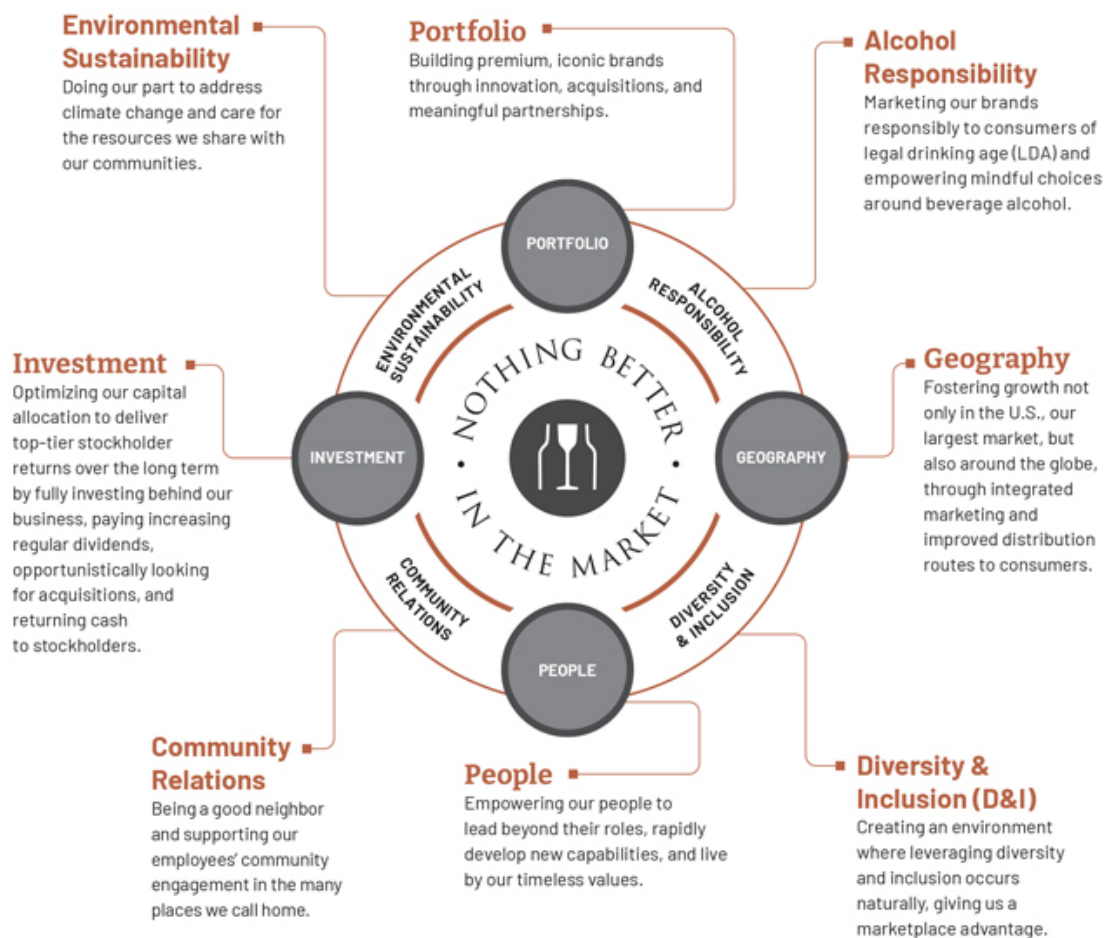 Environmental
Sustainability
Doing our part to address
climate change and care for
the resources we share with
our communities.
Portfolio
Building premium, iconic brands
through innovation, acquisitions, and
meaningful partnerships.
Alcohol
Responsibility
Marketing our brands
responsibly to consumers of
legal drinking age (LDA) and
empowering mindful choices
around beverage alcohol.
Investment
Optimizing our capital
allocation to deliver
top-tier stockholder
returns over the long term
by fully investing behind our
business, paying increasing
regular dividends,
opportunistically looking
for acquisitions, and
returning cash
to stockholders.
PORTFOLIO
ENVIRONMENTAL
SUSTAINABILITY
ALCOHOL
RESPONSIBILITY
INVESTMENT
NOTHING BETTER
• IN THE MARKET •
GEOGRAPHY
COMMUNITY
RELATIONS
DIVERSITY
& INCLUSION
PEOPLE
Geography
Fostering growth not
only in the U.S., our
largest market, but
also around the globe,
through integrated
marketing and
improved distribution
routes to consumers.
Community
Relations
Being a good neighbor
and supporting our
employees’ community
engagement in the many
places we call home.
People
Empowering our people to
lead beyond their roles, rapidly
develop new capabilities, and live
by our timeless values.
Diversity &
Inclusion (D&I)
Creating an environment
where leveraging diversity
and inclusion occurs
naturally, giving us a
marketplace advantage.